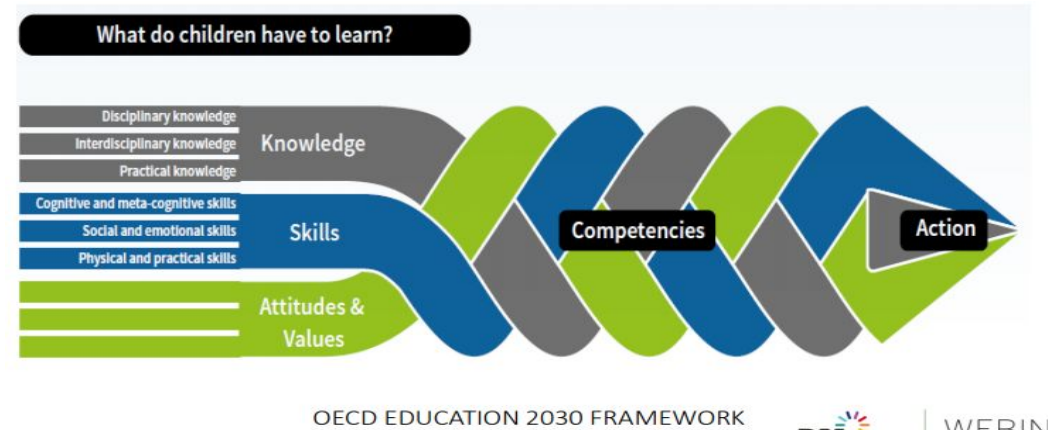 What do children have to learn?
Disciplinary knowledge
Interdisciplinary knowledge
Practical knowledge
Knowledge
Cognitive and meta-cognitive skills
Social and emotional skills
Physical and practical skills
Skills
Attitudes &
Values
Competencies
Action
OECD EDUCATION 2030 FRAMEWORK